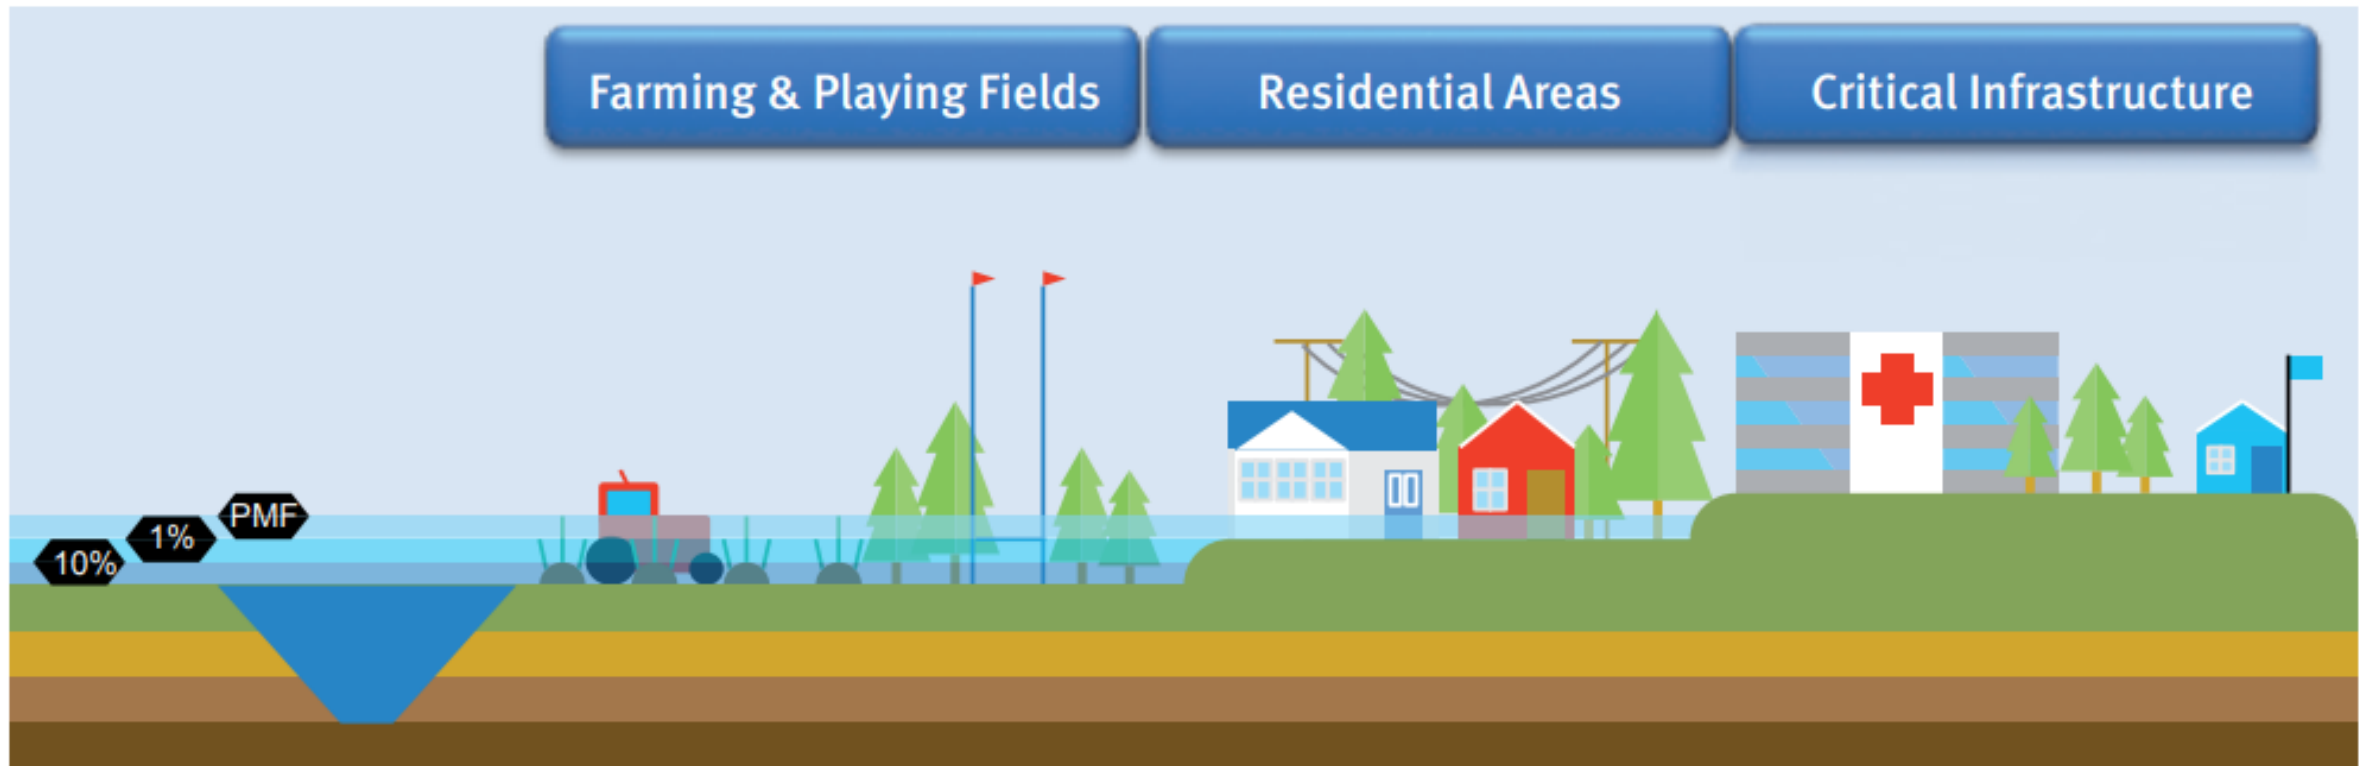 Farming & Playing Fields
Residential Areas
Critical Infrastructure
PMF
1%
10%